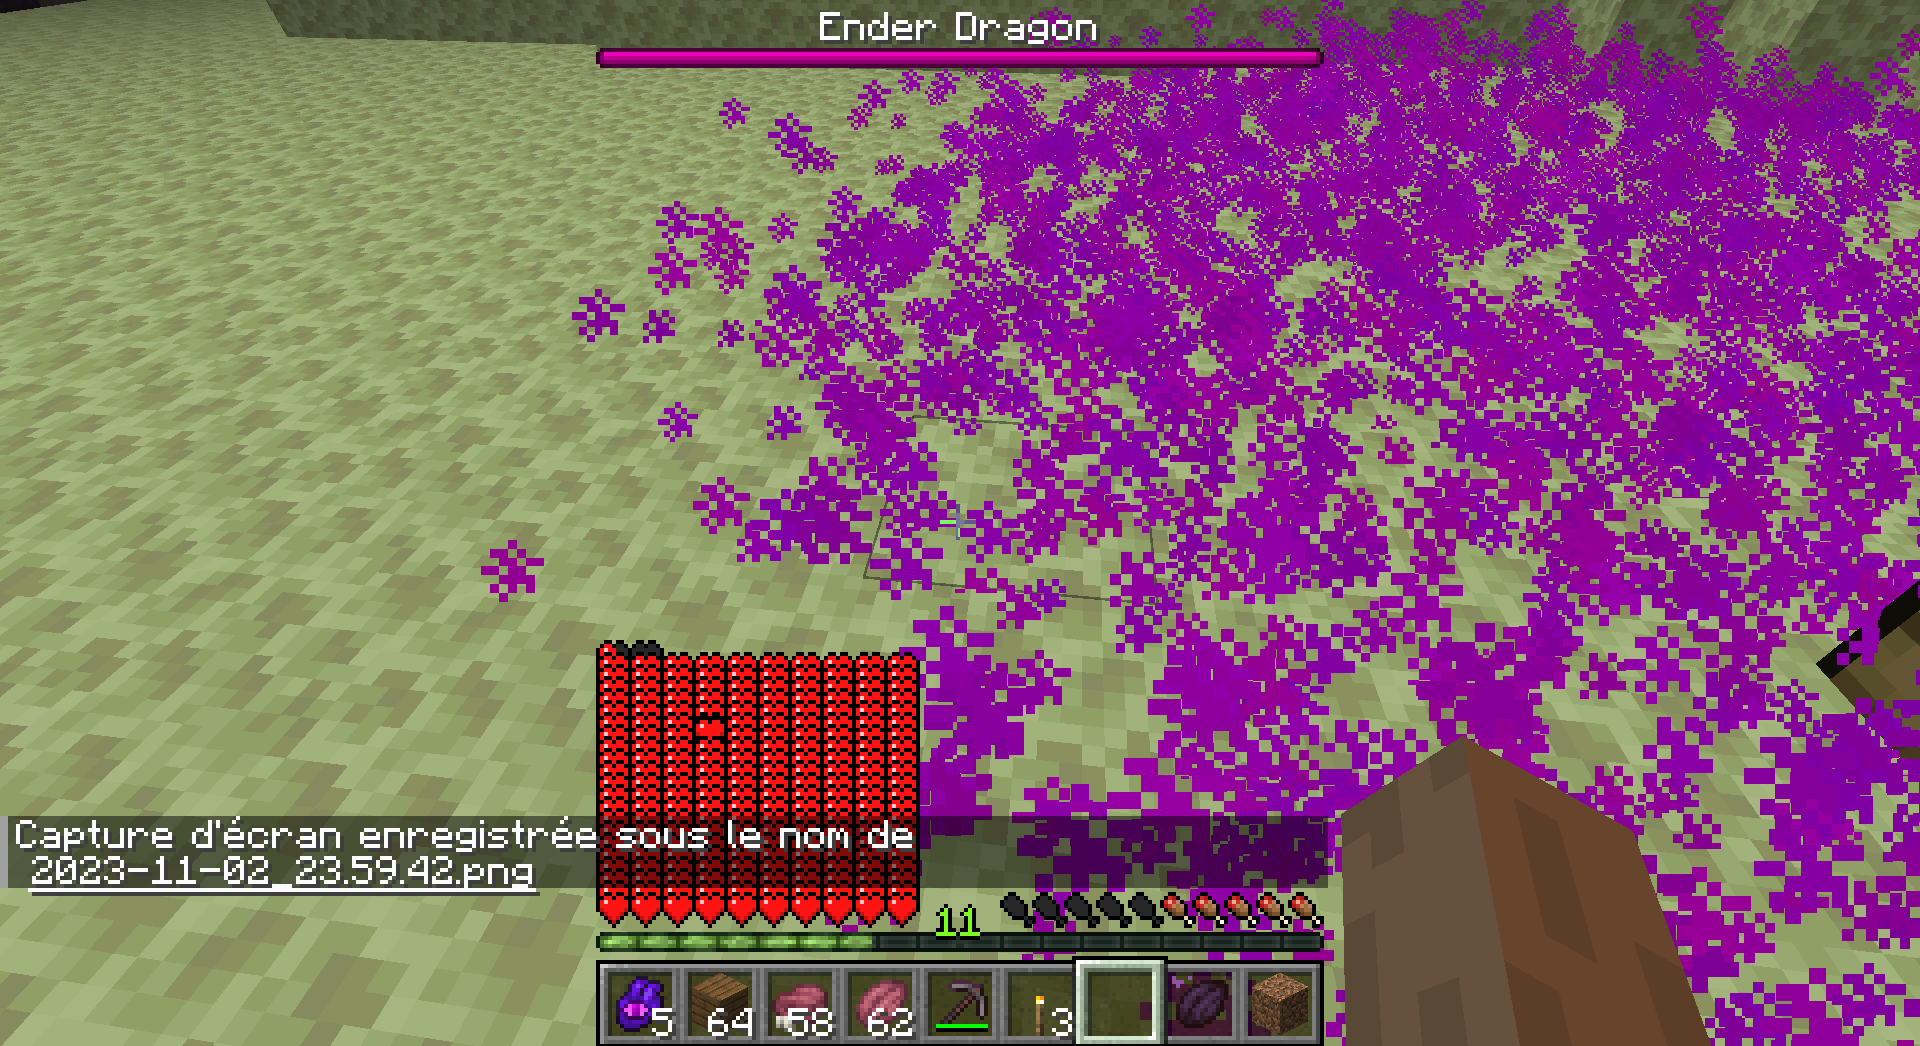 Ender Dragon
Capture d'écran enregistrée sous le nom de
2023-11-02_23.59.42.png
11
5
64
58
62
3